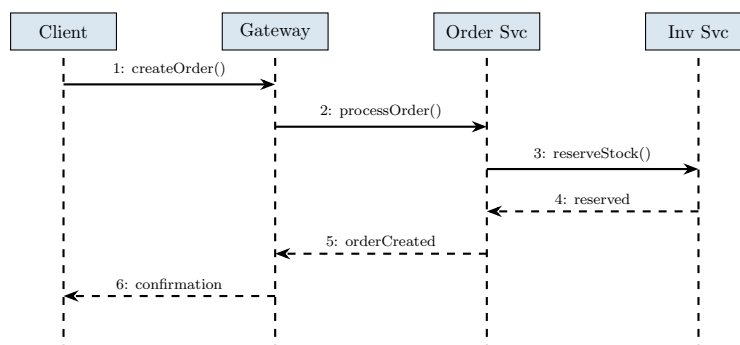 Client
Gateway
Order Svc
Inv Svc
1: createOrder()
2: processOrder()
3: reserveStock()
4: reserved
5: orderCreated
6: confirmation